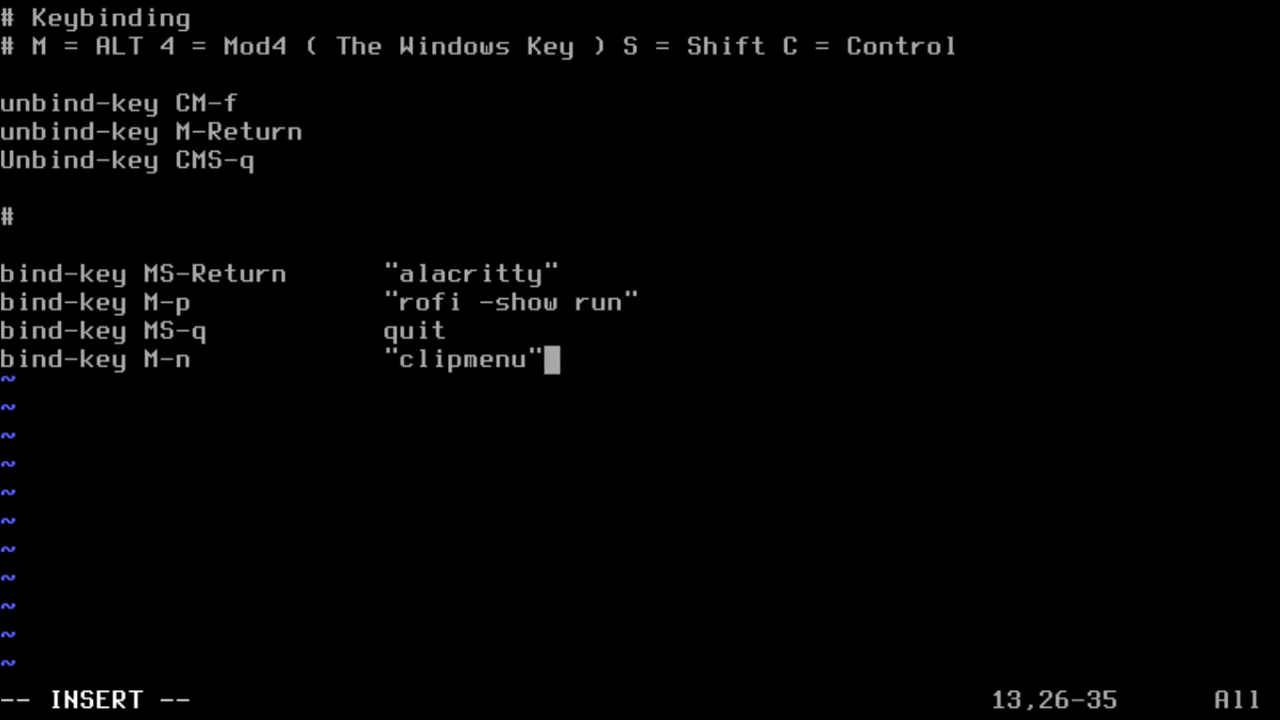 # Keybinding
# M = ALT 4 = Mod4 ( The Windows Key ) S = Shift C = Control
unbind-key CM-f
unbind-key M-Return
Unbind-key CMS-q
#
bind-key MS-Return "alacritty"
bind-key M-p "rofi -show run"
bind-key MS-q quit
bind-key M-n "clipmenu"
~
~
~
~
~
~
~
~
~
~
~
-- INSERT -- 13,26-35 All